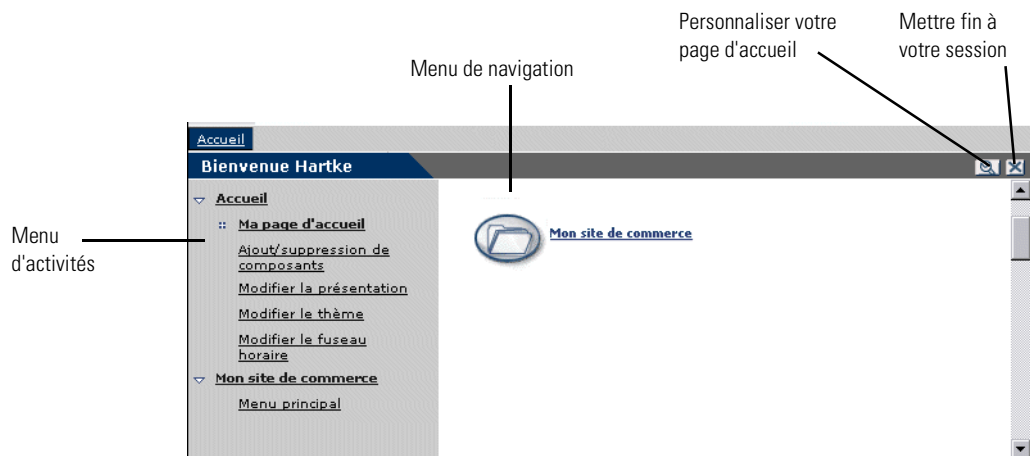 Personnaliser votre
page d'accueil
Mettre fin à
votre session
Menu de navigation
Accueil
Bienvenue Hartke
Accueil
Ma page d'accueil
Ajout/suppression de
composants
Modifier la présentation
Modifier le thème
Modifier le fuseau
horaire
Mon site de commerce
Menu principal
Mon site de commerce
Menu
d'activités